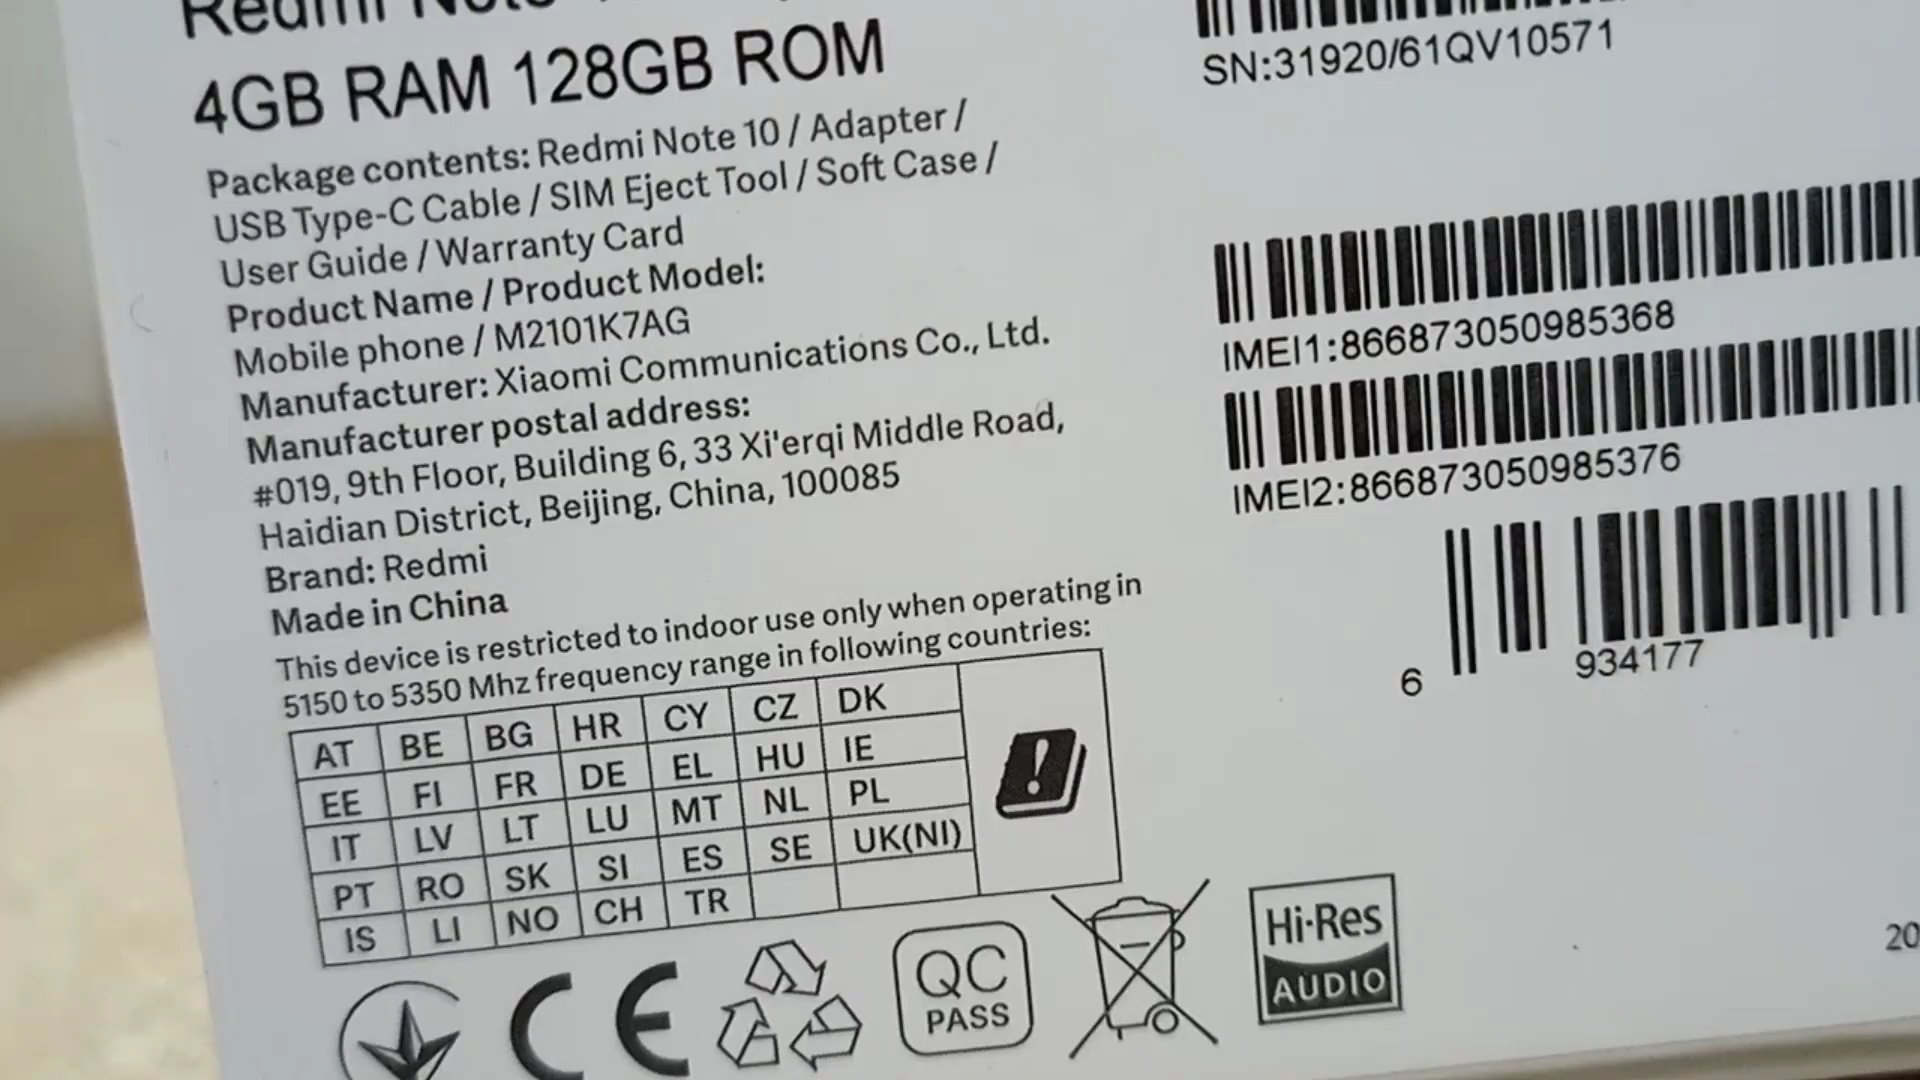 Redmi Note
4GB RAM 128GB ROM
Package contents: Redmi Note 10 / Adapter /
USB Type-C Cable / SIM Eject Tool / Soft Case /
User Guide / Warranty Card
Product Name / Product Model:
Mobile phone / M2101K7AG
Manufacturer: Xiaomi Communications Co., Ltd.
Manufacturer postal address:
#019, 9th Floor, Building 6, 33 Xi'erqi Middle Road,
Haidian District, Beijing, China, 100085
Brand: Redmi
Made in China
This device is restricted to indoor use only when operating in
5150 to 5350 Mhz frequency range in following countries:
AT BE BG HR CY CZ DK
EE FI FR DE EL HU IE
IT LV LT LU MT NL PL
PT RO SK SI ES SE UK(NI)
IS LI NO CH TR
CE
QC
PASS
Hi-Res
AUDIO
SN:31920/61QV10571
IMEI1:866873050985368
IMEI2:866873050985376
6 934177
20